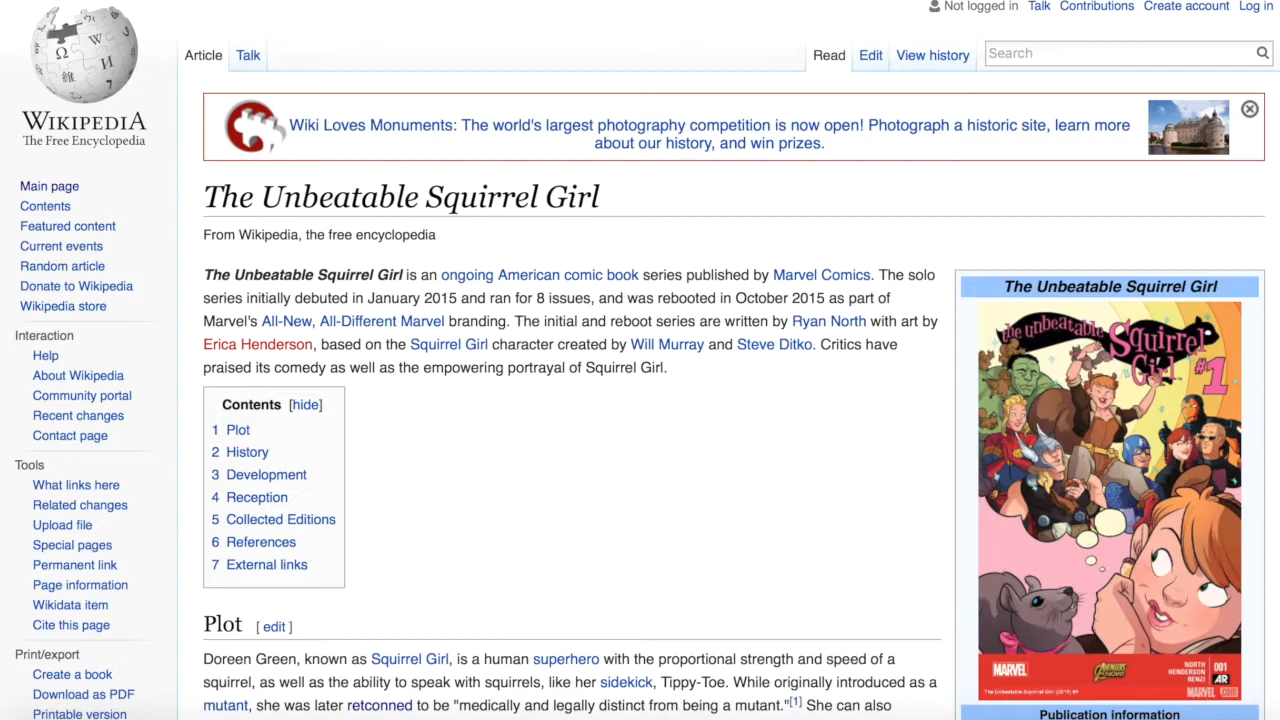 Not logged in Talk Contributions Create account Log in
Article Talk Read Edit View history Search
WIKIPEDIA
The Free Encyclopedia
Main page
Contents
Featured content
Current events
Random article
Donate to Wikipedia
Wikipedia store
Interaction
Help
About Wikipedia
Community portal
Recent changes
Contact page
Tools
What links here
Related changes
Upload file
Special pages
Permanent link
Page information
Wikidata item
Cite this page
Print/export
Create a book
Download as PDF
Printable version
Wiki Loves Monuments: The world's largest photography competition is now open! Photograph a historic site, learn more
about our history, and win prizes.
The Unbeatable Squirrel Girl
From Wikipedia, the free encyclopedia
The Unbeatable Squirrel Girl is an ongoing American comic book series published by Marvel Comics. The solo
series initially debuted in January 2015 and ran for 8 issues, and was rebooted in October 2015 as part of
Marvel's All-New, All-Different Marvel branding. The initial and reboot series are written by Ryan North with art by
Erica Henderson, based on the Squirrel Girl character created by Will Murray and Steve Ditko. Critics have
praised its comedy as well as the empowering portrayal of Squirrel Girl.
Contents [hide]
1 Plot
2 History
3 Development
4 Reception
5 Collected Editions
6 References
7 External links
Plot [ edit ]
Doreen Green, known as Squirrel Girl, is a human superhero with the proportional strength and speed of a
squirrel, as well as the ability to speak with squirrels, like her sidekick, Tippy-Toe. While originally introduced as a
mutant, she was later retconned to be "medically and legally distinct from being a mutant."[1] She can also
The Unbeatable Squirrel Girl
the unbeatable
Squirrel
Girl #1
MARVEL
AVENGERS
NOW!
NORTH
HENDERSON
RENZI
001
AR
The Unbeatable Squirrel Girl (2015) #1
MARVEL .COM
Publication information